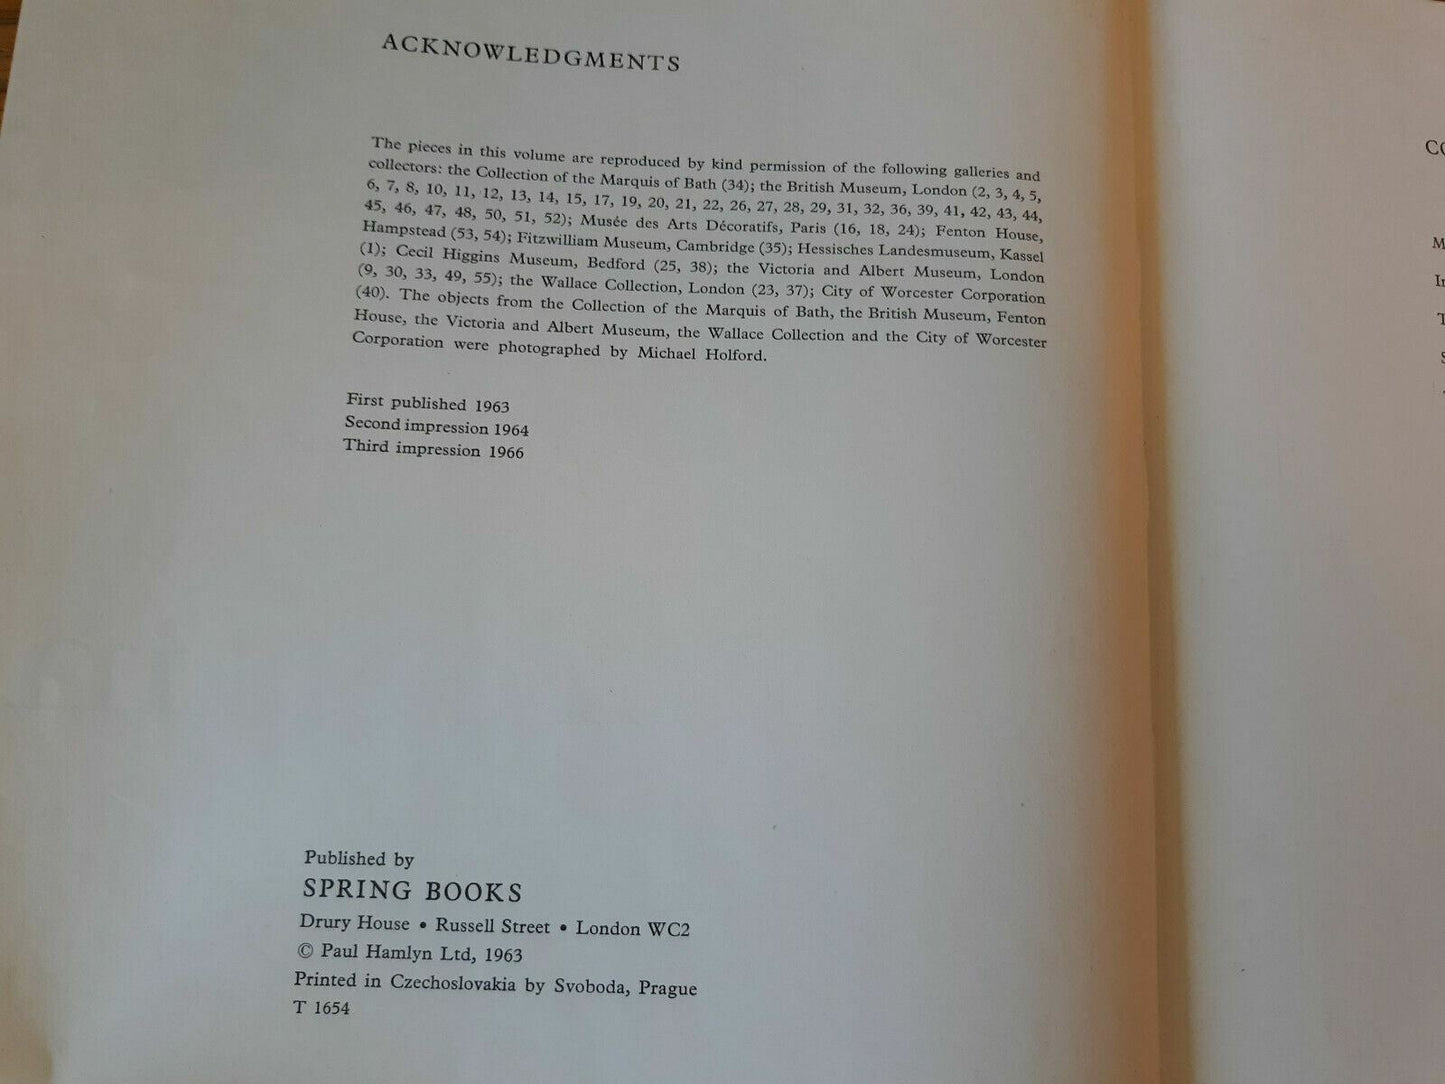 ACKNOWLEDGMENTS
The pieces in this volume are reproduced by kind permission of the following galleries and
collectors: the Collection of the Marquis of Bath (34); the British Museum, London (2, 3, 4, 5,
6, 7, 8, 10, 11, 12, 13, 14, 15, 17, 19, 20, 21, 22, 26, 27, 28, 29, 31, 32, 36, 39, 41, 42, 43, 44,
45, 46, 47, 48, 50, 51, 52); Musée des Arts Décoratifs, Paris (16, 18, 24); Fenton House,
Hampstead (53, 54); Fitzwilliam Museum, Cambridge (35); Hessisches Landesmuseum, Kassel
(1); Cecil Higgins Museum, Bedford (25, 38); the Victoria and Albert Museum, London
(9, 30, 33, 49, 55); the Wallace Collection, London (23, 37); City of Worcester Corporation
(40). The objects from the Collection of the Marquis of Bath, the British Museum, Fenton
House, the Victoria and Albert Museum, the Wallace Collection and the City of Worcester
Corporation were photographed by Michael Holford.
First published 1963
Second impression 1964
Third impression 1966
Published by
SPRING BOOKS
Drury House • Russell Street • London WC2
© Paul Hamlyn Ltd, 1963
Printed in Czechoslovakia by Svoboda, Prague
T 1654